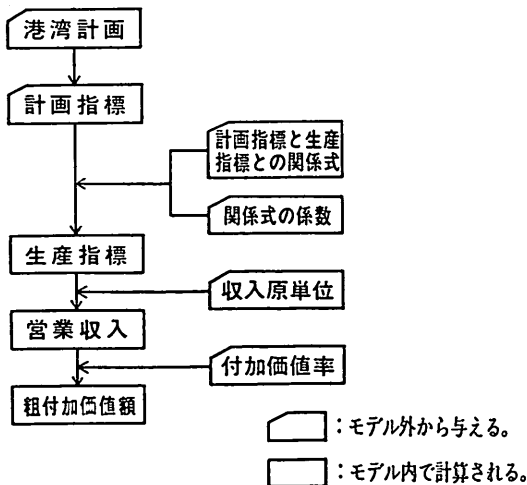 港湾計画
計画指標
計画指標と生産
指標との関係式
関係式の係数
生産指標
収入原単位
営業収入
付加価値率
粗付加価値額
:モデル外から与える。
:モデル内で計算される。